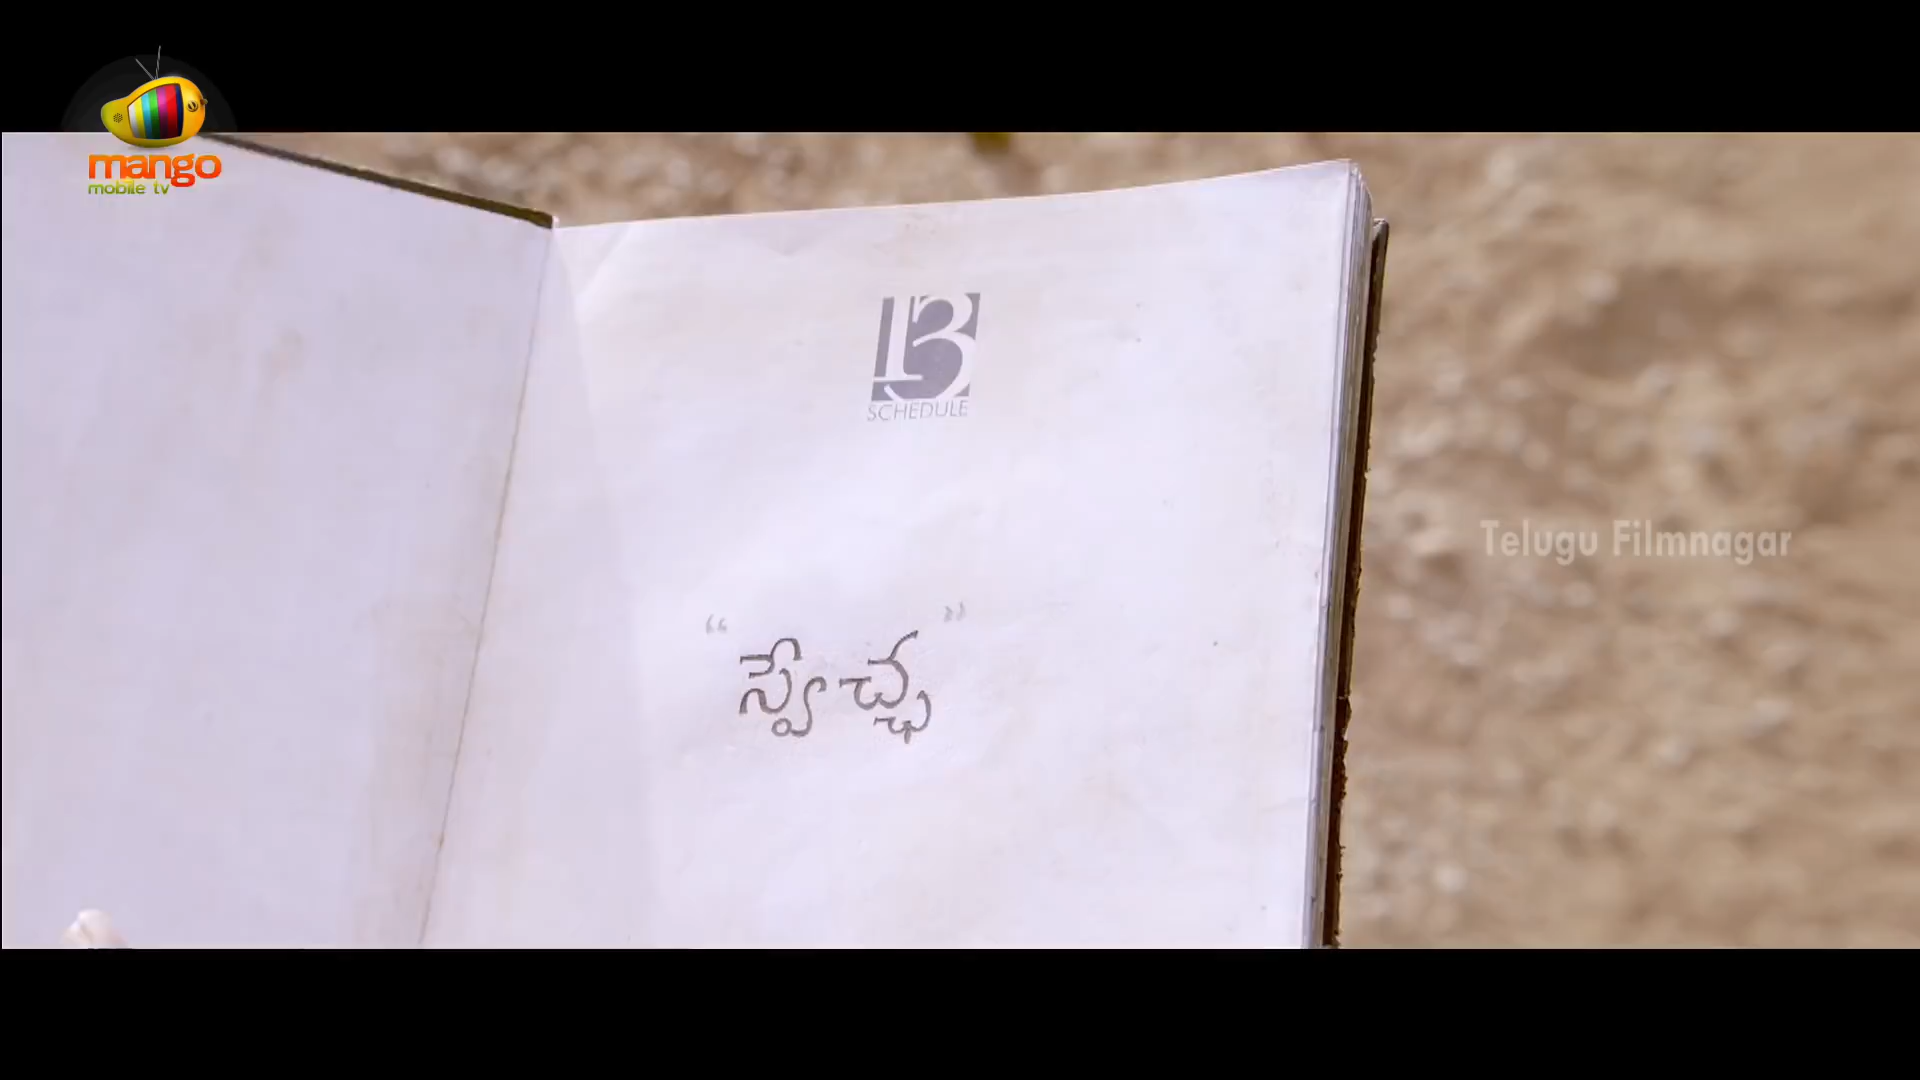 mango
mobile tv
13
SCHEDULE
Telugu Filmnagar
“స్వేచ్ఛ”